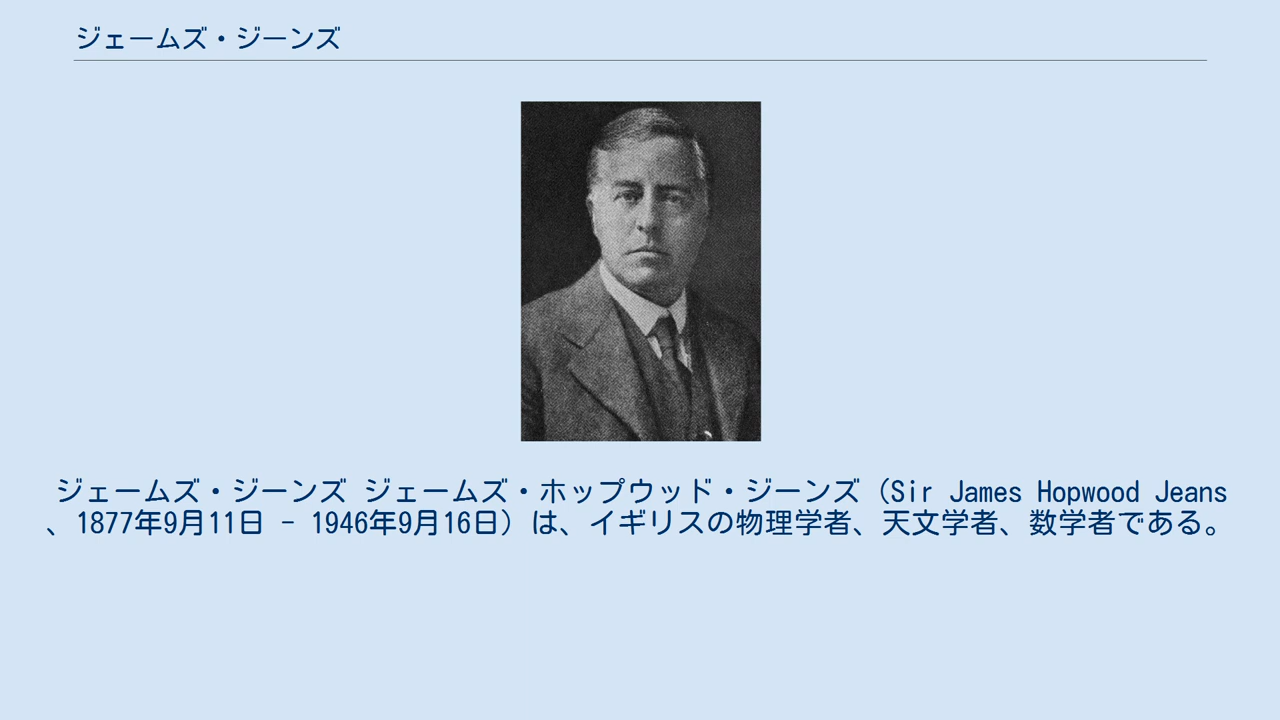 ジェームズ・ジーンズ
ジェームズ・ジーンズ ジェームズ・ホップウッド・ジーンズ（Sir James Hopwood Jeans
、1877年9月11日 - 1946年9月16日）は、イギリスの物理学者、天文学者、数学者である。